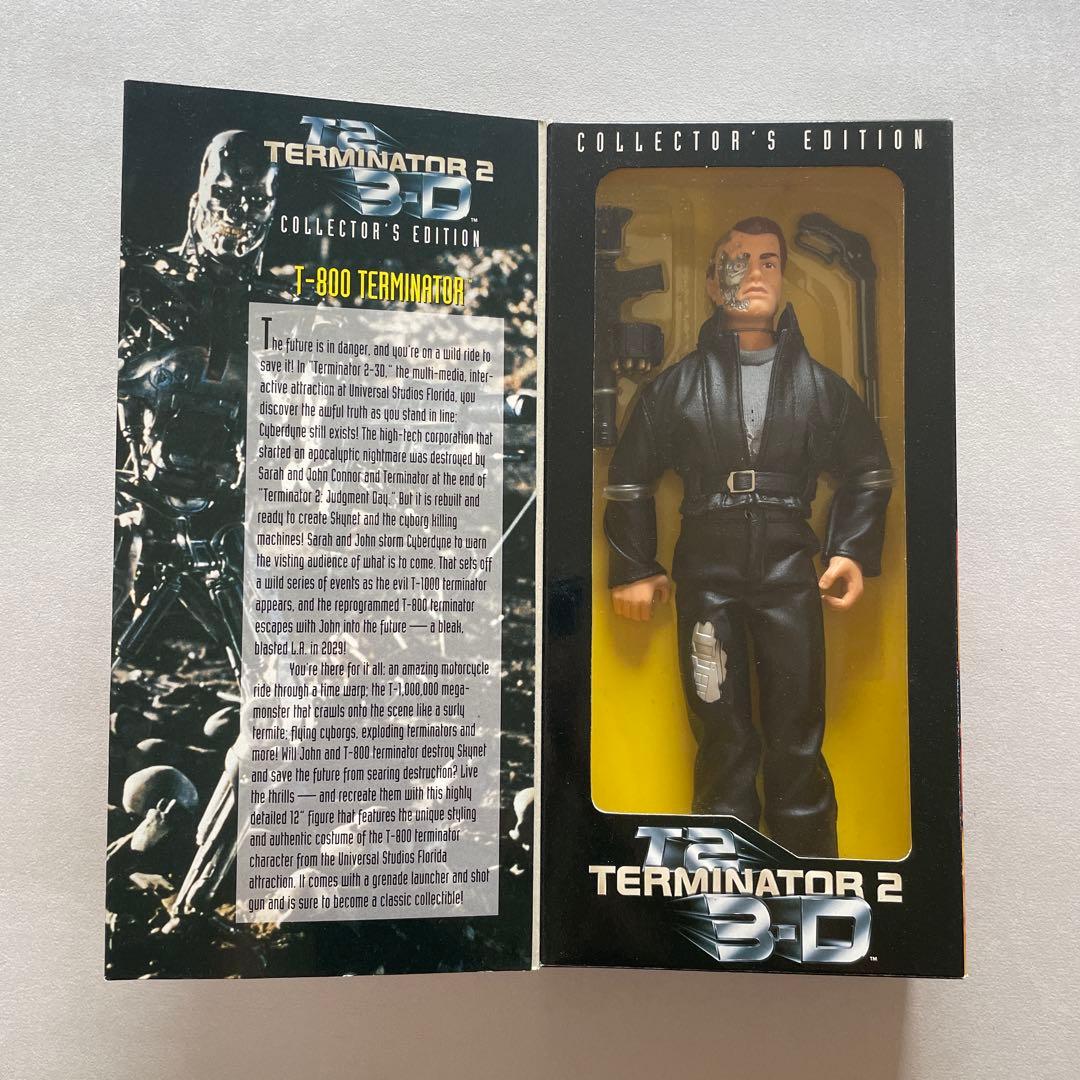 T2
TERMINATOR 2
3-D™
COLLECTOR'S EDITION
T-800 TERMINATOR™
The future is in danger, and you're on a wild ride to
save it! In "Terminator 2-3D," the multi-media, inter-
active attraction at Universal Studios Florida, you
discover the awful truth as you stand in line:
Cyberdyne still exists! The high-tech corporation that
started an apocalyptic nightmare was destroyed by
Sarah and John Connor and Terminator at the end of
"Terminator 2: Judgment Day." But it is rebuilt and
ready to create Skynet and the cyborg killing
machines! Sarah and John storm Cyberdyne to warn
the visting audience of what is to come. That sets off
a wild series of events as the evil T-1000 terminator
appears, and the reprogrammed T-800 terminator
escapes with John into the future — a bleak,
blasted L.A. in 2029!
You're there for it all: an amazing motorcycle
ride through a time warp; the T-1,000,000 mega-
monster that crawls onto the scene like a surly
termite; flying cyborgs, exploding terminators and
more! Will John and T-800 terminator destroy Skynet
and save the future from searing destruction? Live
the thrills — and recreate them with this highly
detailed 12" figure that features the unique styling
and authentic costume of the T-800 terminator
character from the Universal Studios Florida
attraction. It comes with a grenade launcher and shot
gun and is sure to become a classic collectible!
COLLECTOR'S EDITION
T2
TERMINATOR 2
3-D™